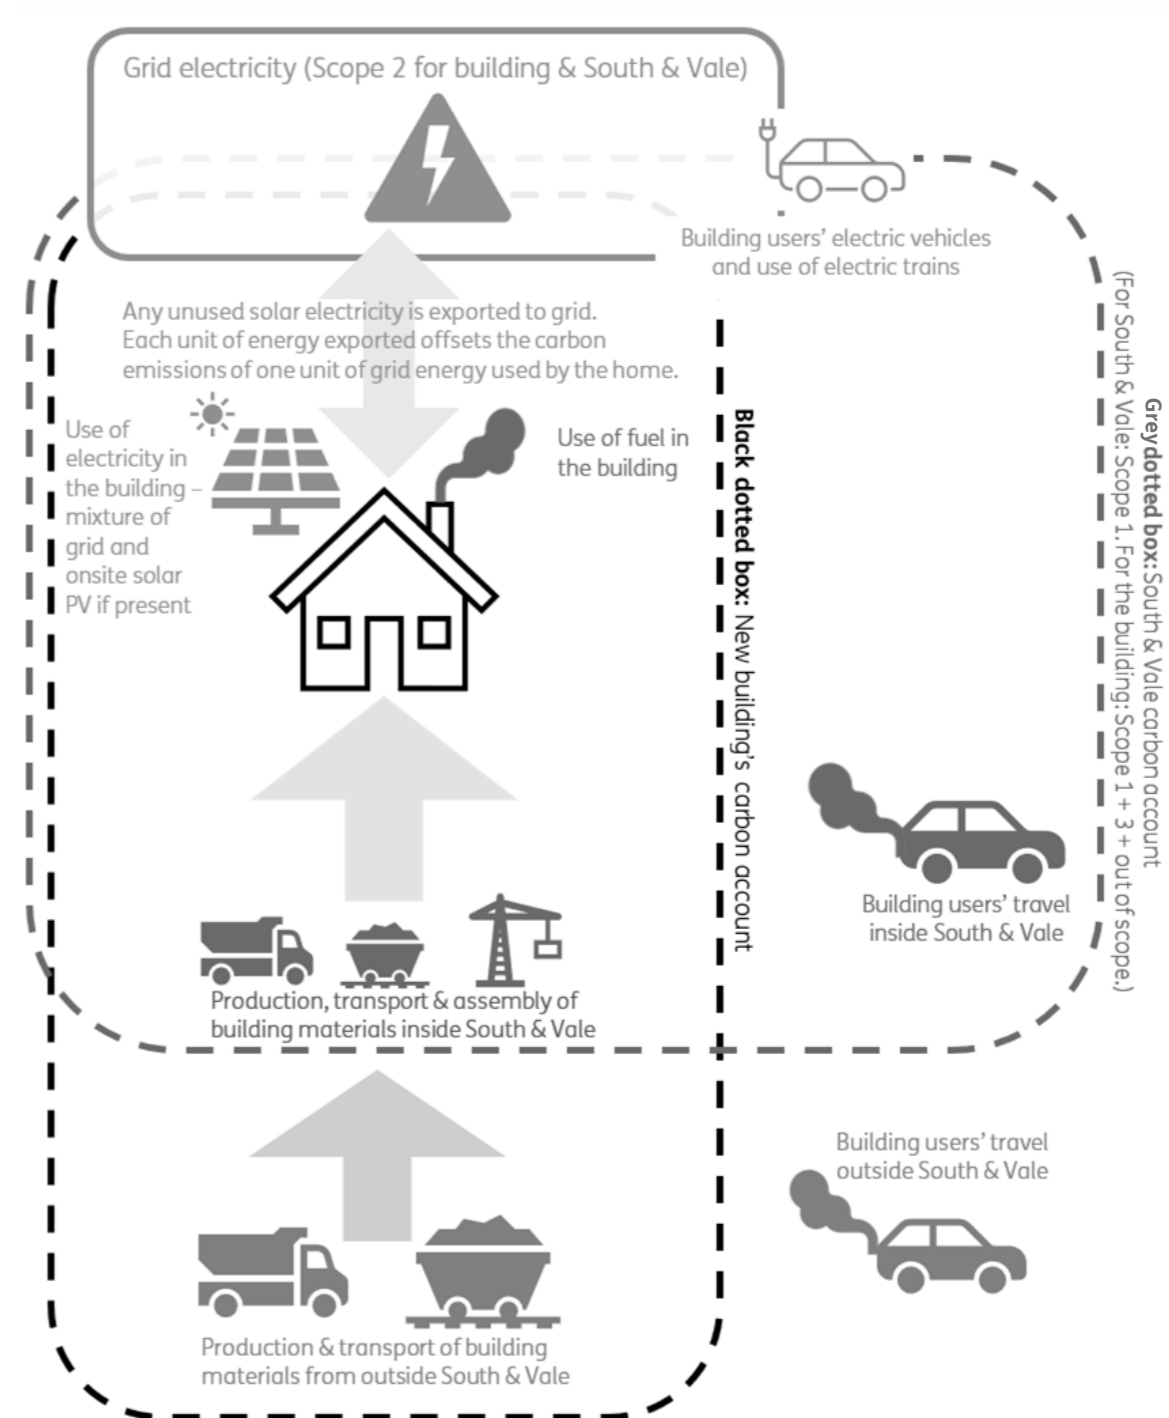 Grid electricity (Scope 2 for building & South & Vale)
Building users' electric vehicles
and use of electric trains
Any unused solar electricity is exported to grid.
Each unit of energy exported offsets the carbon
emissions of one unit of grid energy used by the home.
Use of
electricity in
the building –
mixture of
grid and
onsite solar
PV if present
Use of fuel in
the building
Black dotted box: New building's carbon account
Grey dotted box: South & Vale carbon account
(For South & Vale: Scope 1. For the building: Scope 1 + 3 + out of scope.)
Building users' travel
inside South & Vale
Production, transport & assembly of
building materials inside South & Vale
Building users' travel
outside South & Vale
Production & transport of building
materials from outside South & Vale